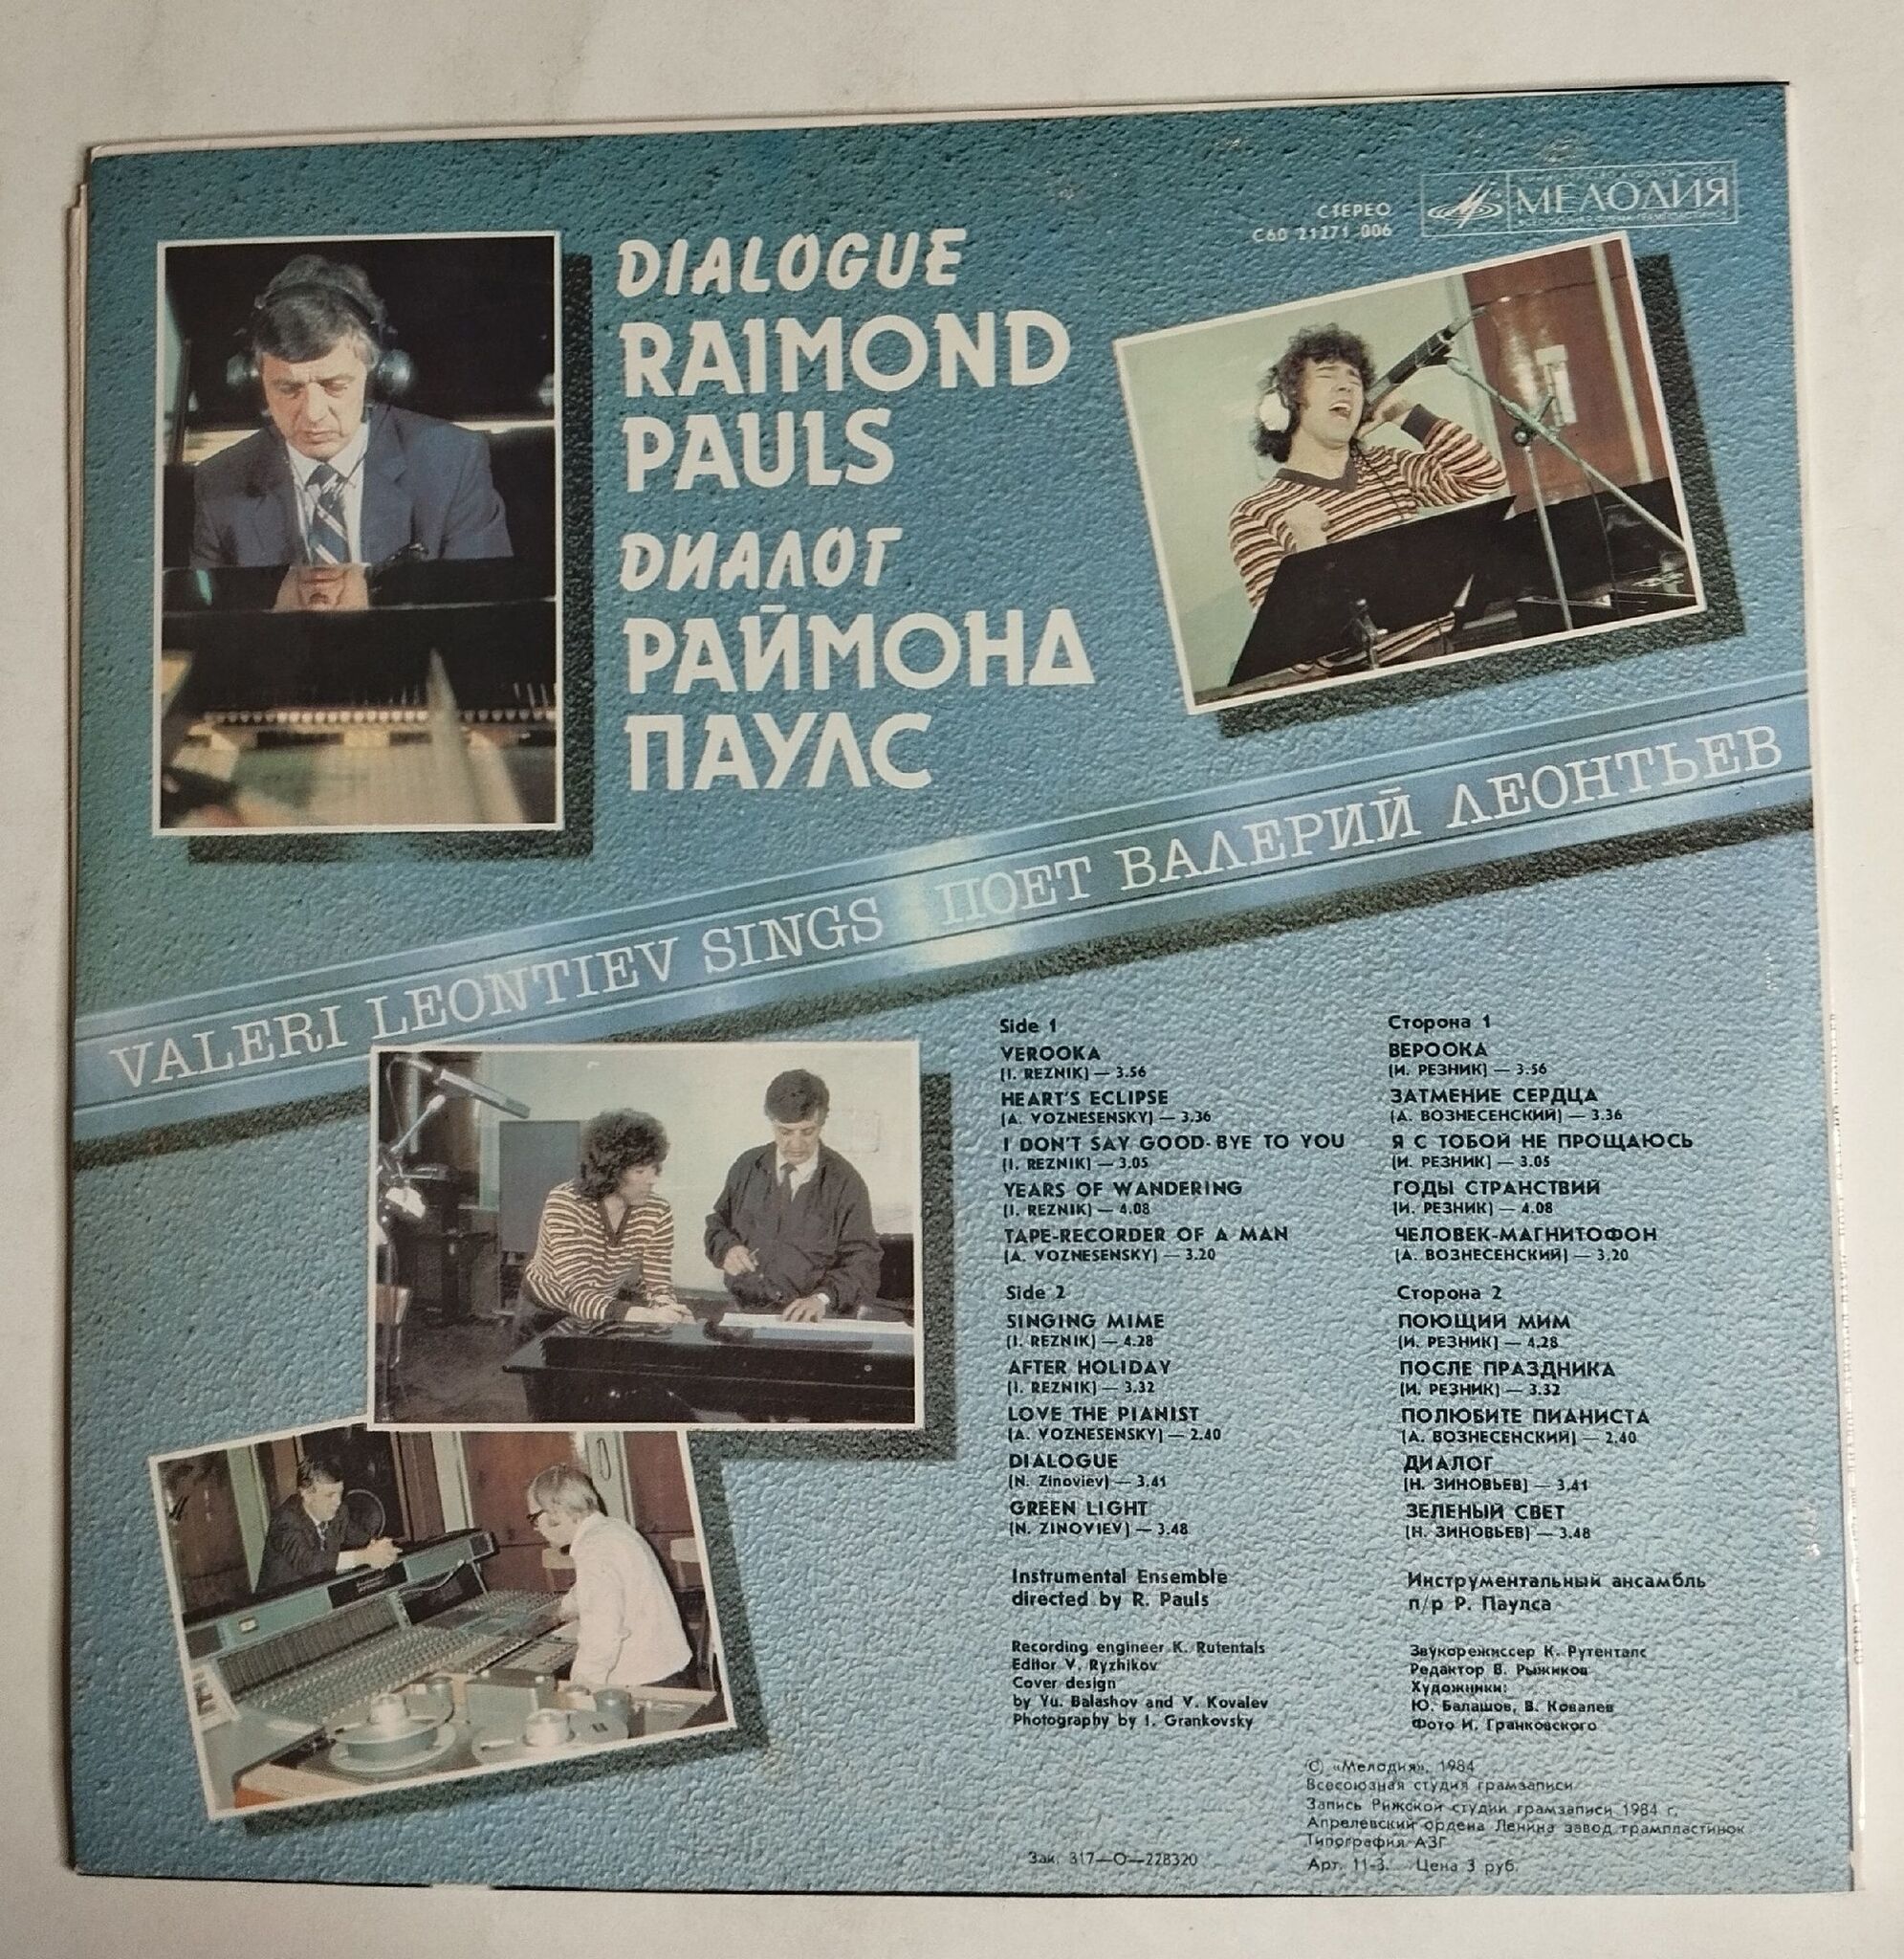 СТЕРЕО
С60 21271 006
МЕЛОДИЯ
DIALOGUE
RAIMOND
PAULS
ДИАЛОГ
РАЙМОНД
ПАУЛС
VALERI LEONTIEV SINGS ПОЕТ ВАЛЕРИЙ ЛЕОНТЬЕВ
Side 1
VEROOKA
(I. REZNIK) — 3.56
HEART'S ECLIPSE
(A. VOZNESENSKY) — 3.36
I DON'T SAY GOOD-BYE TO YOU
(I. REZNIK) — 3.05
YEARS OF WANDERING
(I. REZNIK) — 4.08
TAPE-RECORDER OF A MAN
(A. VOZNESENSKY) — 3.20
Side 2
SINGING MIME
(I. REZNIK) — 4.28
AFTER HOLIDAY
(I. REZNIK) — 3.32
LOVE THE PIANIST
(A. VOZNESENSKY) — 2.40
DIALOGUE
(N. Zinoviev) — 3.41
GREEN LIGHT
(N. ZINOVIEV) — 3.48
Instrumental Ensemble
directed by R. Pauls
Recording engineer K. Rutentals
Editor V. Ryzhikov
Cover design
by Yu. Balashov and V. Kovalev
Photography by I. Grankovsky
Сторона 1
ВЕРООКА
(И. РЕЗНИК) — 3.56
ЗАТМЕНИЕ СЕРДЦА
(А. ВОЗНЕСЕНСКИЙ) — 3.36
Я С ТОБОЙ НЕ ПРОЩАЮСЬ
(И. РЕЗНИК) — 3.05
ГОДЫ СТРАНСТВИЙ
(И. РЕЗНИК) — 4.08
ЧЕЛОВЕК-МАГНИТОФОН
(А. ВОЗНЕСЕНСКИЙ) — 3.20
Сторона 2
ПОЮЩИЙ МИМ
(И. РЕЗНИК) — 4.28
ПОСЛЕ ПРАЗДНИКА
(И. РЕЗНИК) — 3.32
ПОЛЮБИТЕ ПИАНИСТА
(А. ВОЗНЕСЕНСКИЙ) — 2.40
ДИАЛОГ
(Н. ЗИНОВЬЕВ) — 3.41
ЗЕЛЕНЫЙ СВЕТ
(Н. ЗИНОВЬЕВ) — 3.48
Инструментальный ансамбль
п/р Р. Паулса
Звукорежиссер К. Рутенталс
Редактор В. Рыжиков
Художники:
Ю. Балашов, В. Ковалев
Фото И. Гранковского
© «Мелодия», 1984
Всесоюзная студия грамзаписи
Запись Рижской студии грамзаписи 1984 г.
Апрелевский ордена Ленина завод грампластинок
Типография АЗГ
Арт. 11-3. Цена 3 руб.
Зак. 317—О—228320